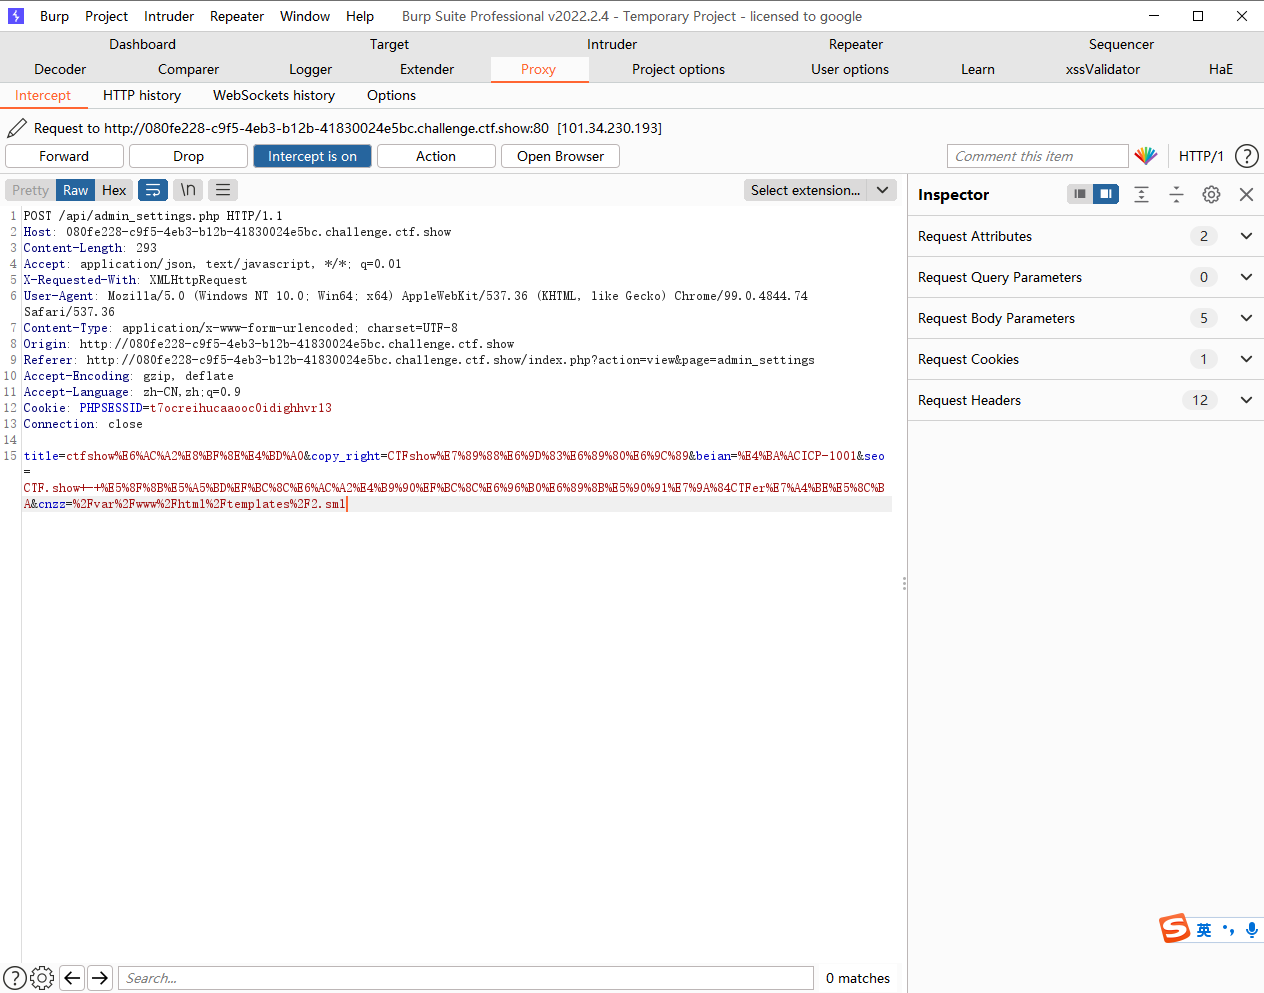 Burp Project Intruder Repeater Window Help Burp Suite Professional v2022.2.4 - Temporary Project - licensed to google
Dashboard Target Intruder Repeater Sequencer
Decoder Comparer Logger Extender Proxy Project options User options Learn xssValidator HaE
Intercept HTTP history WebSockets history Options
Request to http://080fe228-c9f5-4eb3-b12b-41830024e5bc.challenge.ctf.show:80 [101.34.230.193]
Forward Drop Intercept is on Action Open Browser Comment this item HTTP/1 ?
Pretty Raw Hex \n Select extension... Inspector
1 POST /api/admin_settings.php HTTP/1.1
2 Host: 080fe228-c9f5-4eb3-b12b-41830024e5bc.challenge.ctf.show
3 Content-Length: 293
4 Accept: application/json, text/javascript, */*; q=0.01
5 X-Requested-With: XMLHttpRequest
6 User-Agent: Mozilla/5.0 (Windows NT 10.0; Win64; x64) AppleWebKit/537.36 (KHTML, like Gecko) Chrome/99.0.4844.74
Safari/537.36
7 Content-Type: application/x-www-form-urlencoded; charset=UTF-8
8 Origin: http://080fe228-c9f5-4eb3-b12b-41830024e5bc.challenge.ctf.show
9 Referer: http://080fe228-c9f5-4eb3-b12b-41830024e5bc.challenge.ctf.show/index.php?action=view&page=admin_settings
10 Accept-Encoding: gzip, deflate
11 Accept-Language: zh-CN,zh;q=0.9
12 Cookie: PHPSESSID=t7ocreihucaaooc0idighhvr13
13 Connection: close
14
15 title=ctfshow%E6%AC%A2%E8%BF%8E%E4%BD%A0&copy_right=CTFshow%E7%89%88%E6%9D%83%E6%89%80%E6%9C%89&beian=%E4%BA%ACICP-1001&seo
=
CTF.show+-+%E5%8F%8B%E5%A5%BD%EF%BC%8C%E6%AC%A2%E4%B9%90%EF%BC%8C%E6%96%B0%E6%89%8B%E5%90%91%E7%9A%84CTFer%E7%A4%BE%E5%8C%B
A&cnzz=%2Fvar%2Fwww%2Fhtml%2Ftemplates%2F2.sml
Request Attributes 2
Request Query Parameters 0
Request Body Parameters 5
Request Cookies 1
Request Headers 12
S 英
? Search... 0 matches